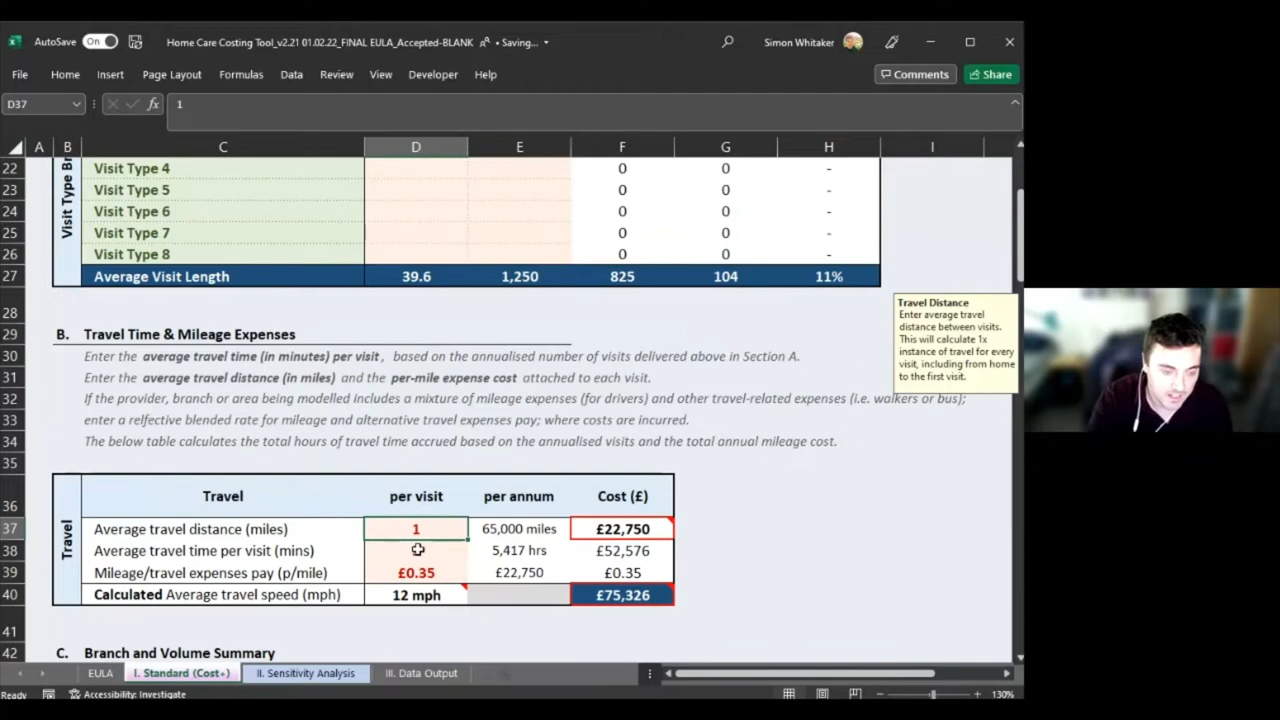 AutoSave On Home Care Costing Tool_v2.21 01.02.22_FINAL EULA_Accepted-BLANK • Saving... Simon Whitaker
File Home Insert Page Layout Formulas Data Review View Developer Help Comments Share
D37 fx 1
A B C D E F G H I
22 Visit Type 4 0 0 -
23 Visit Type 5 0 0 -
24 Visit Type 6 0 0 -
25 Visit Type 7 0 0 -
26 Visit Type 8 0 0 -
Visit Type Br
27 Average Visit Length 39.6 1,250 825 104 11%
28
29 B. Travel Time & Mileage Expenses
30 Enter the average travel time (in minutes) per visit, based on the annualised number of visits delivered above in Section A.
31 Enter the average travel distance (in miles) and the per-mile expense cost attached to each visit.
32 If the provider, branch or area being modelled includes a mixture of mileage expenses (for drivers) and other travel-related expenses (i.e. walkers or bus);
33 enter a relfective blended rate for mileage and alternative travel expenses pay; where costs are incurred.
34 The below table calculates the total hours of travel time accrued based on the annualised visits and the total annual mileage cost.
Travel Distance
Enter average travel
distance between visits.
This will calculate 1x
instance of travel for every
visit, including from home
to the first visit.
35
36 Travel per visit per annum Cost (£)
Travel
37 Average travel distance (miles) 1 65,000 miles £22,750
38 Average travel time per visit (mins) 5,417 hrs £52,576
39 Mileage/travel expenses pay (p/mile) £0.35 £22,750 £0.35
40 Calculated Average travel speed (mph) 12 mph £75,326
41
42 C. Branch and Volume Summary
EULA I. Standard (Cost+) II. Sensitivity Analysis III. Data Output
Ready Accessibility: Investigate 130%